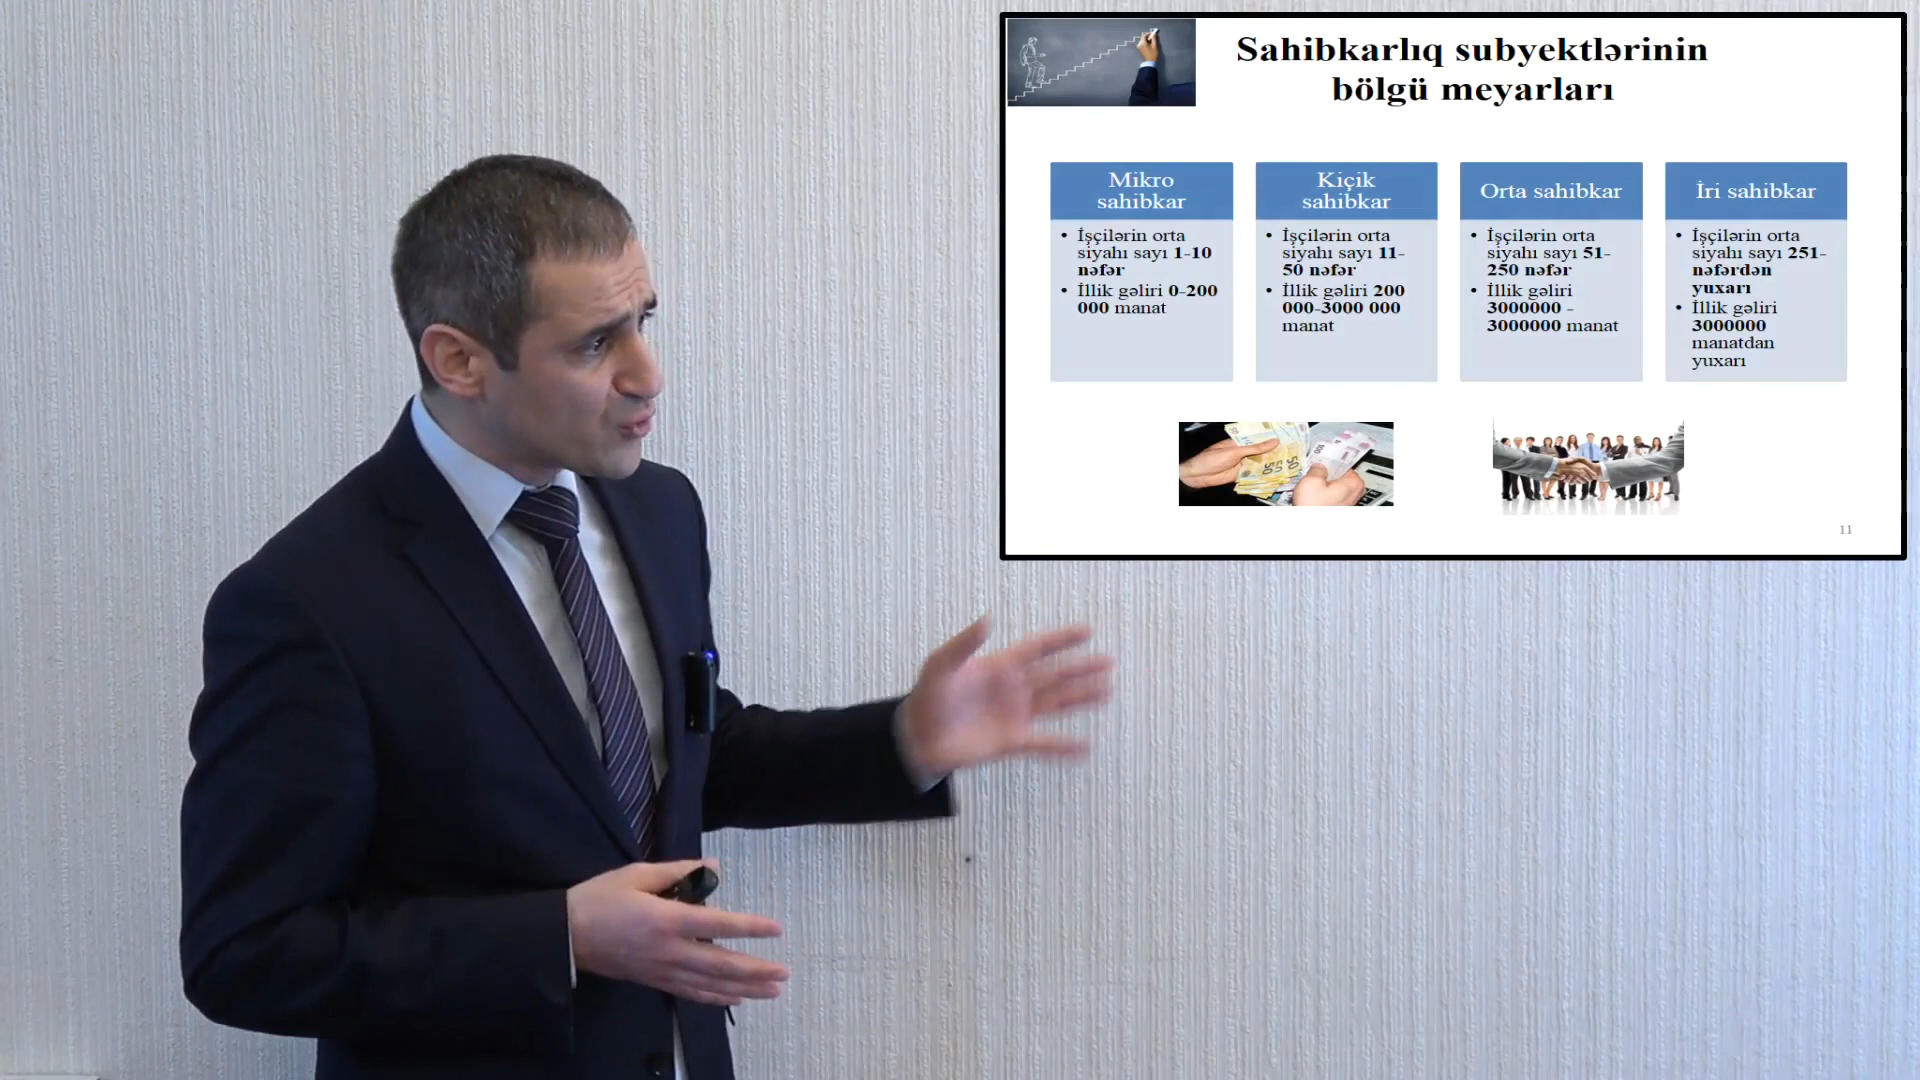 Sahibkarlıq subyektlərinin
bölgü meyarları
Mikro
sahibkar
• İşçilərin orta
siyahı sayı 1-10
nəfər
• İllik gəliri 0-200
000 manat
Kiçik
sahibkar
• İşçilərin orta
siyahı sayı 11-
50 nəfər
• İllik gəliri 200
000-3000 000
manat
Orta sahibkar
• İşçilərin orta
siyahı sayı 51-
250 nəfər
• İllik gəliri
3000000 -
3000000 manat
İri sahibkar
• İşçilərin orta
siyahı sayı 251-
nəfərdən
yuxarı
• İllik gəliri
3000000
manatdan
yuxarı
50
50
100
11